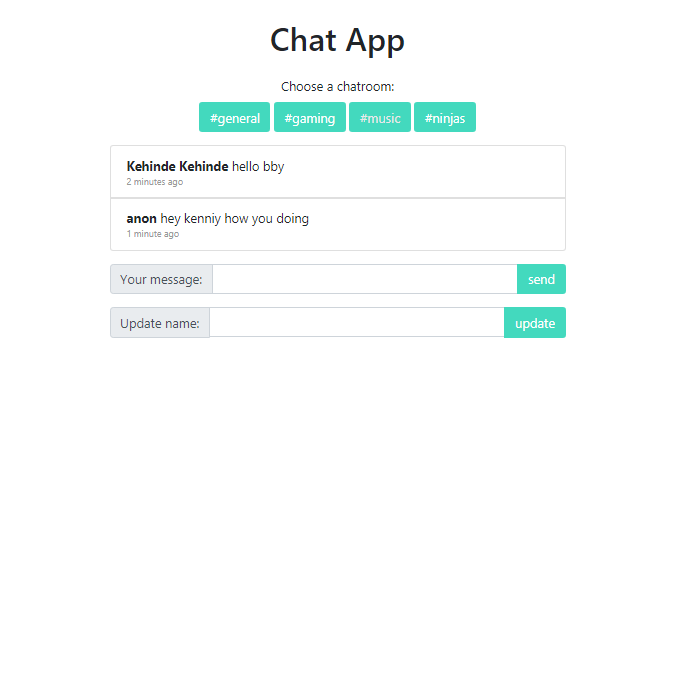 Chat App
Choose a chatroom:
#general #gaming #music #ninjas
Kehinde Kehinde hello bby
2 minutes ago
anon hey kenniy how you doing
1 minute ago
Your message: send
Update name: update